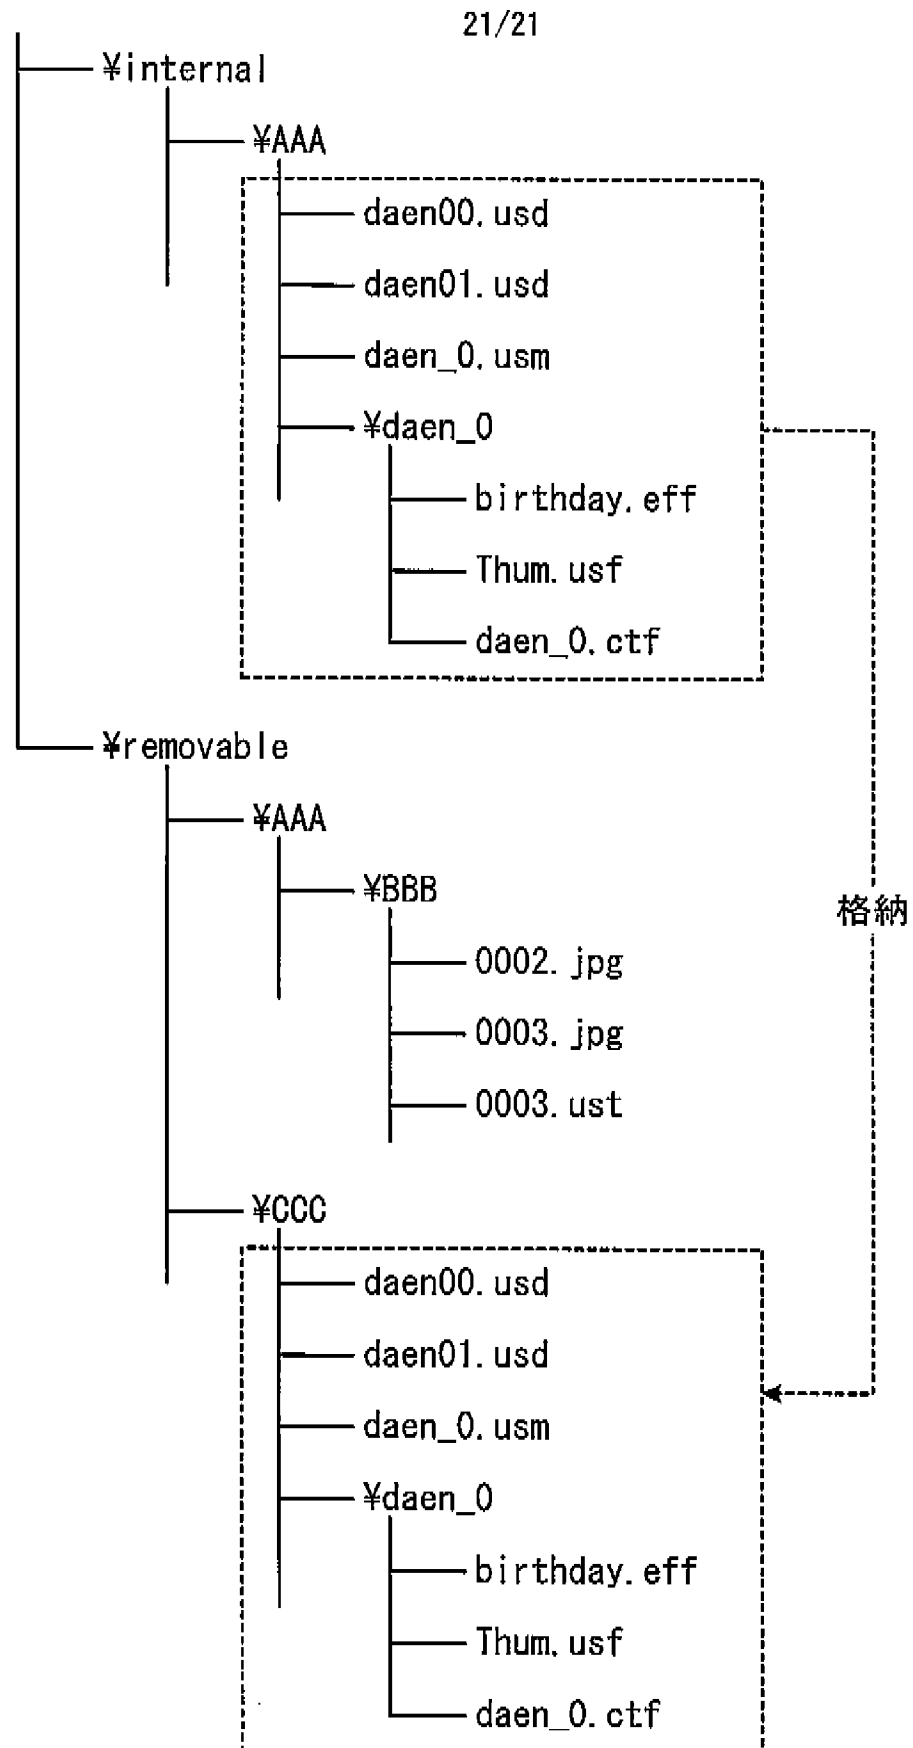 21/21
¥internal
¥AAA
daen00.usd
daen01.usd
daen_0.usm
¥daen_0
birthday.eff
Thum.usf
daen_0.ctf
¥removable
¥AAA
¥BBB
格納
0002.jpg
0003.jpg
0003.ust
¥CCC
daen00.usd
daen01.usd
daen_0.usm
¥daen_0
birthday.eff
Thum.usf
daen_0.ctf